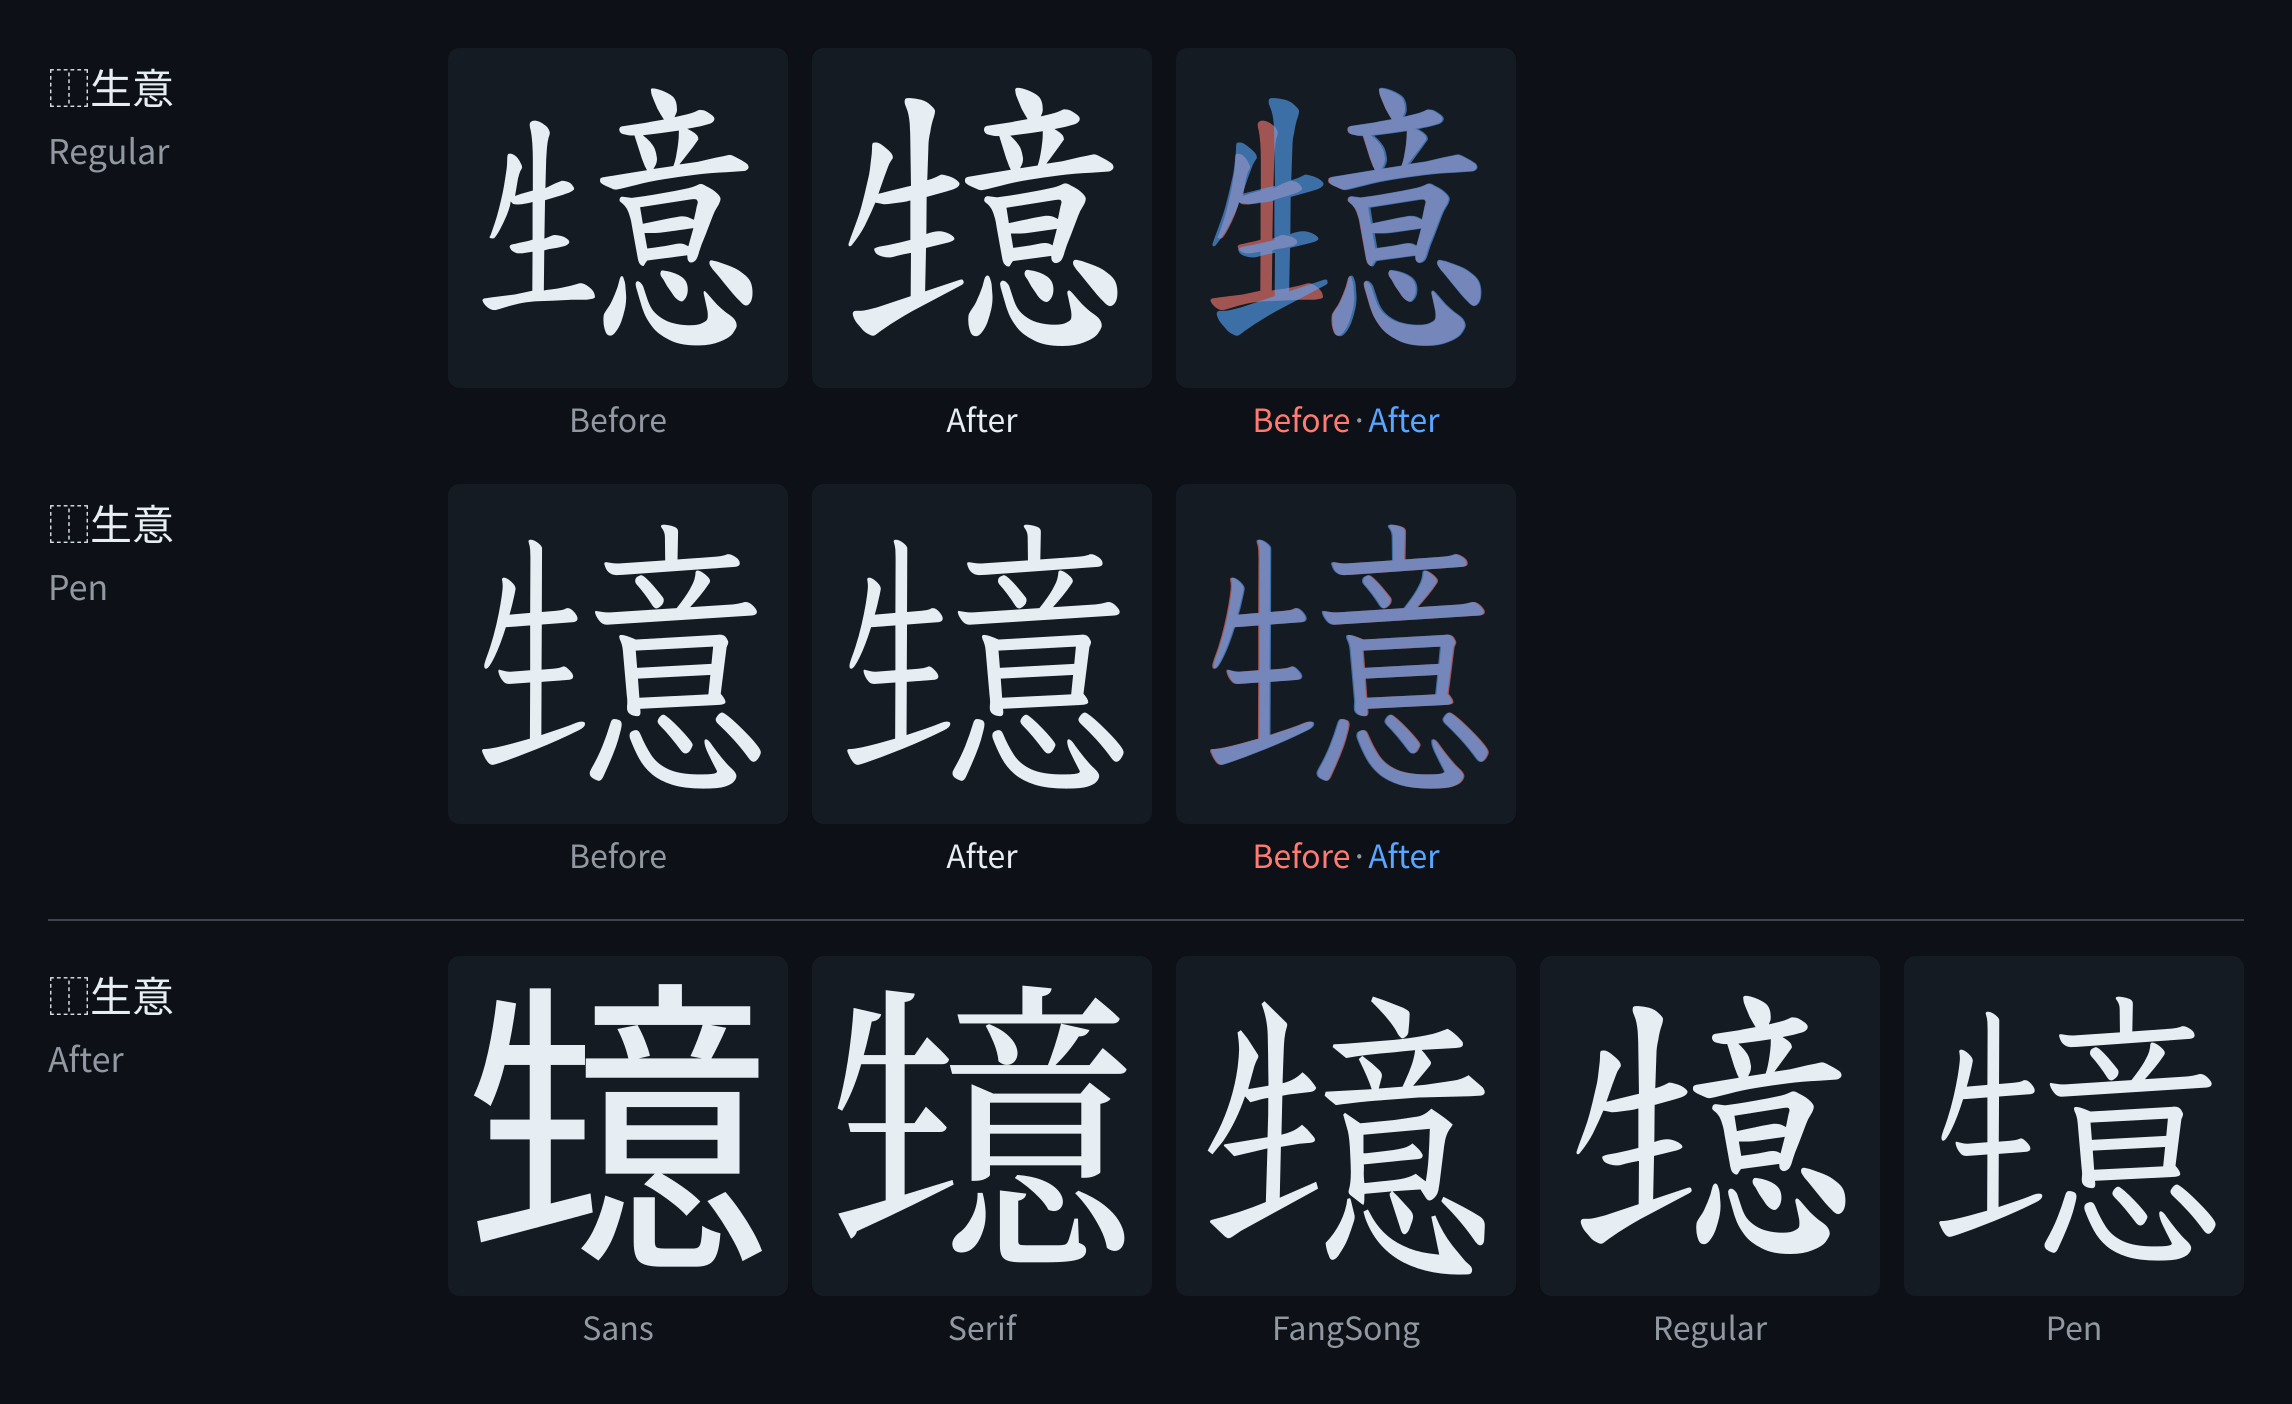 ⿰生意
Regular
Before
After
Before·After
⿰生意
Pen
Before
After
Before·After
⿰生意
After
Sans
Serif
FangSong
Regular
Pen